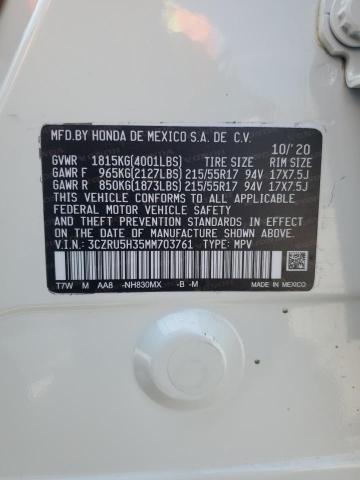 MFD.BY HONDA DE MEXICO S.A. DE C.V.
10/'20
GVWR 1815KG(4001LBS) TIRE SIZE RIM SIZE
GAWR F 965KG(2127LBS) 215/55R17 94V 17X7.5J
GAWR R 850KG(1873LBS) 215/55R17 94V 17X7.5J
THIS VEHICLE CONFORMS TO ALL APPLICABLE
FEDERAL MOTOR VEHICLE SAFETY
AND THEFT PREVENTION STANDARDS IN EFFECT
ON THE DATE OF MANUFACTURE SHOWN ABOVE.
V.I.N: 3CZRU5H35MM703761 TYPE: MPV
T7W M AA8 -NH830MX -B -M MADE IN MEXICO